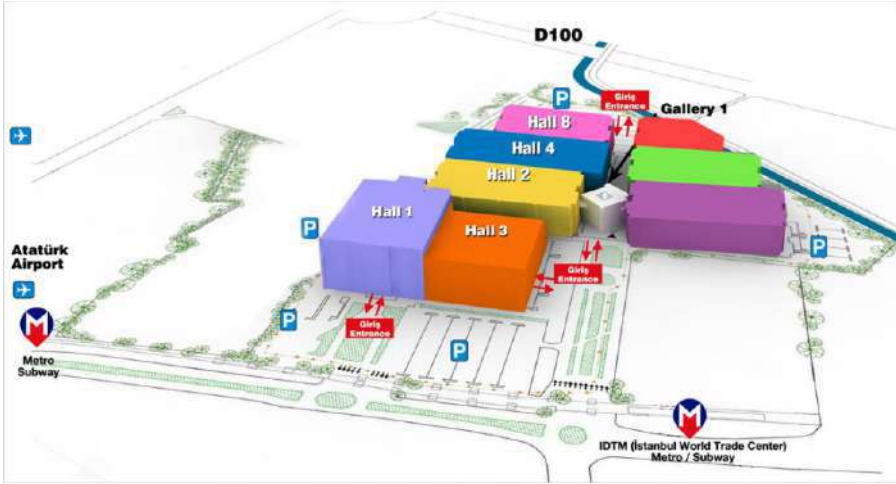 D100
P
Giriş
Entrance
Gallery 1
Hall 8
Hall 4
Hall 2
Hall 1
Hall 3
P
P
Atatürk
Airport
Giriş
Entrance
P
Giriş
Entrance
P
M
Metro
Subway
M
IDTM (İstanbul World Trade Center)
Metro / Subway